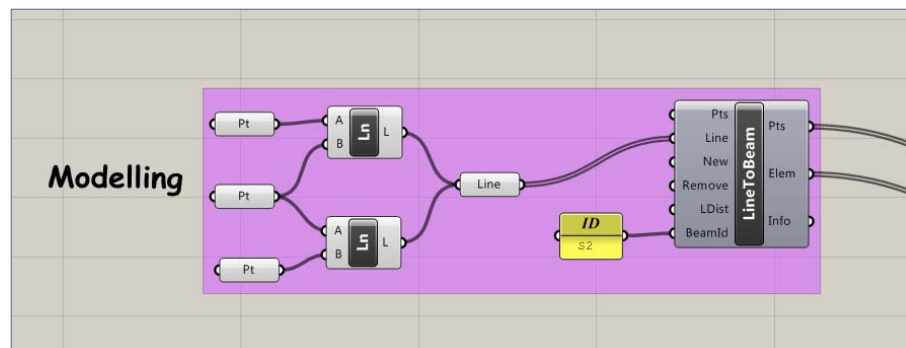 Modelling
Pt
Pt
Pt
A
B
Ln
L
A
B
Ln
L
Line
ID
S2
Pts
Line
New
Remove
LDist
BeamId
LineToBeam
Pts
Elem
Info